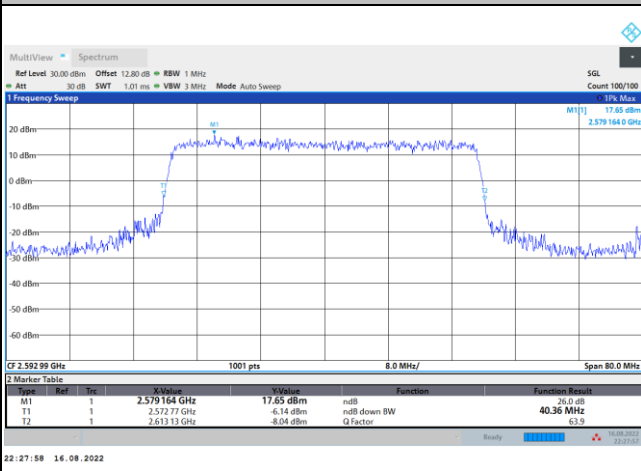 MultiView Spectrum
Ref Level 30.00 dBm Offset 12.80 dB RBW 1 MHz SGL
Att 30 dB SWT 1.01 ms VBW 3 MHz Mode Auto Sweep Count 100/100
1 Frequency Sweep 1Pk Max
M1[1] 17.65 dBm
2.579 164 0 GHz
M1
20 dBm
10 dBm
0 dBm
T1
T2
-10 dBm
-20 dBm
-30 dBm
-40 dBm
-50 dBm
-60 dBm
CF 2.592 99 GHz 1001 pts 8.0 MHz/ Span 80.0 MHz
2 Marker Table
Type Ref Trc X-Value Y-Value Function Function Result
M1 1 2.579 164 GHz 17.65 dBm ndB 26.0 dB
T1 1 2.572 77 GHz -6.14 dBm ndB down BW 40.36 MHz
T2 1 2.613 13 GHz -8.04 dBm Q Factor 63.9
Ready 16.08.2022
22:27:57
22:27:58 16.08.2022